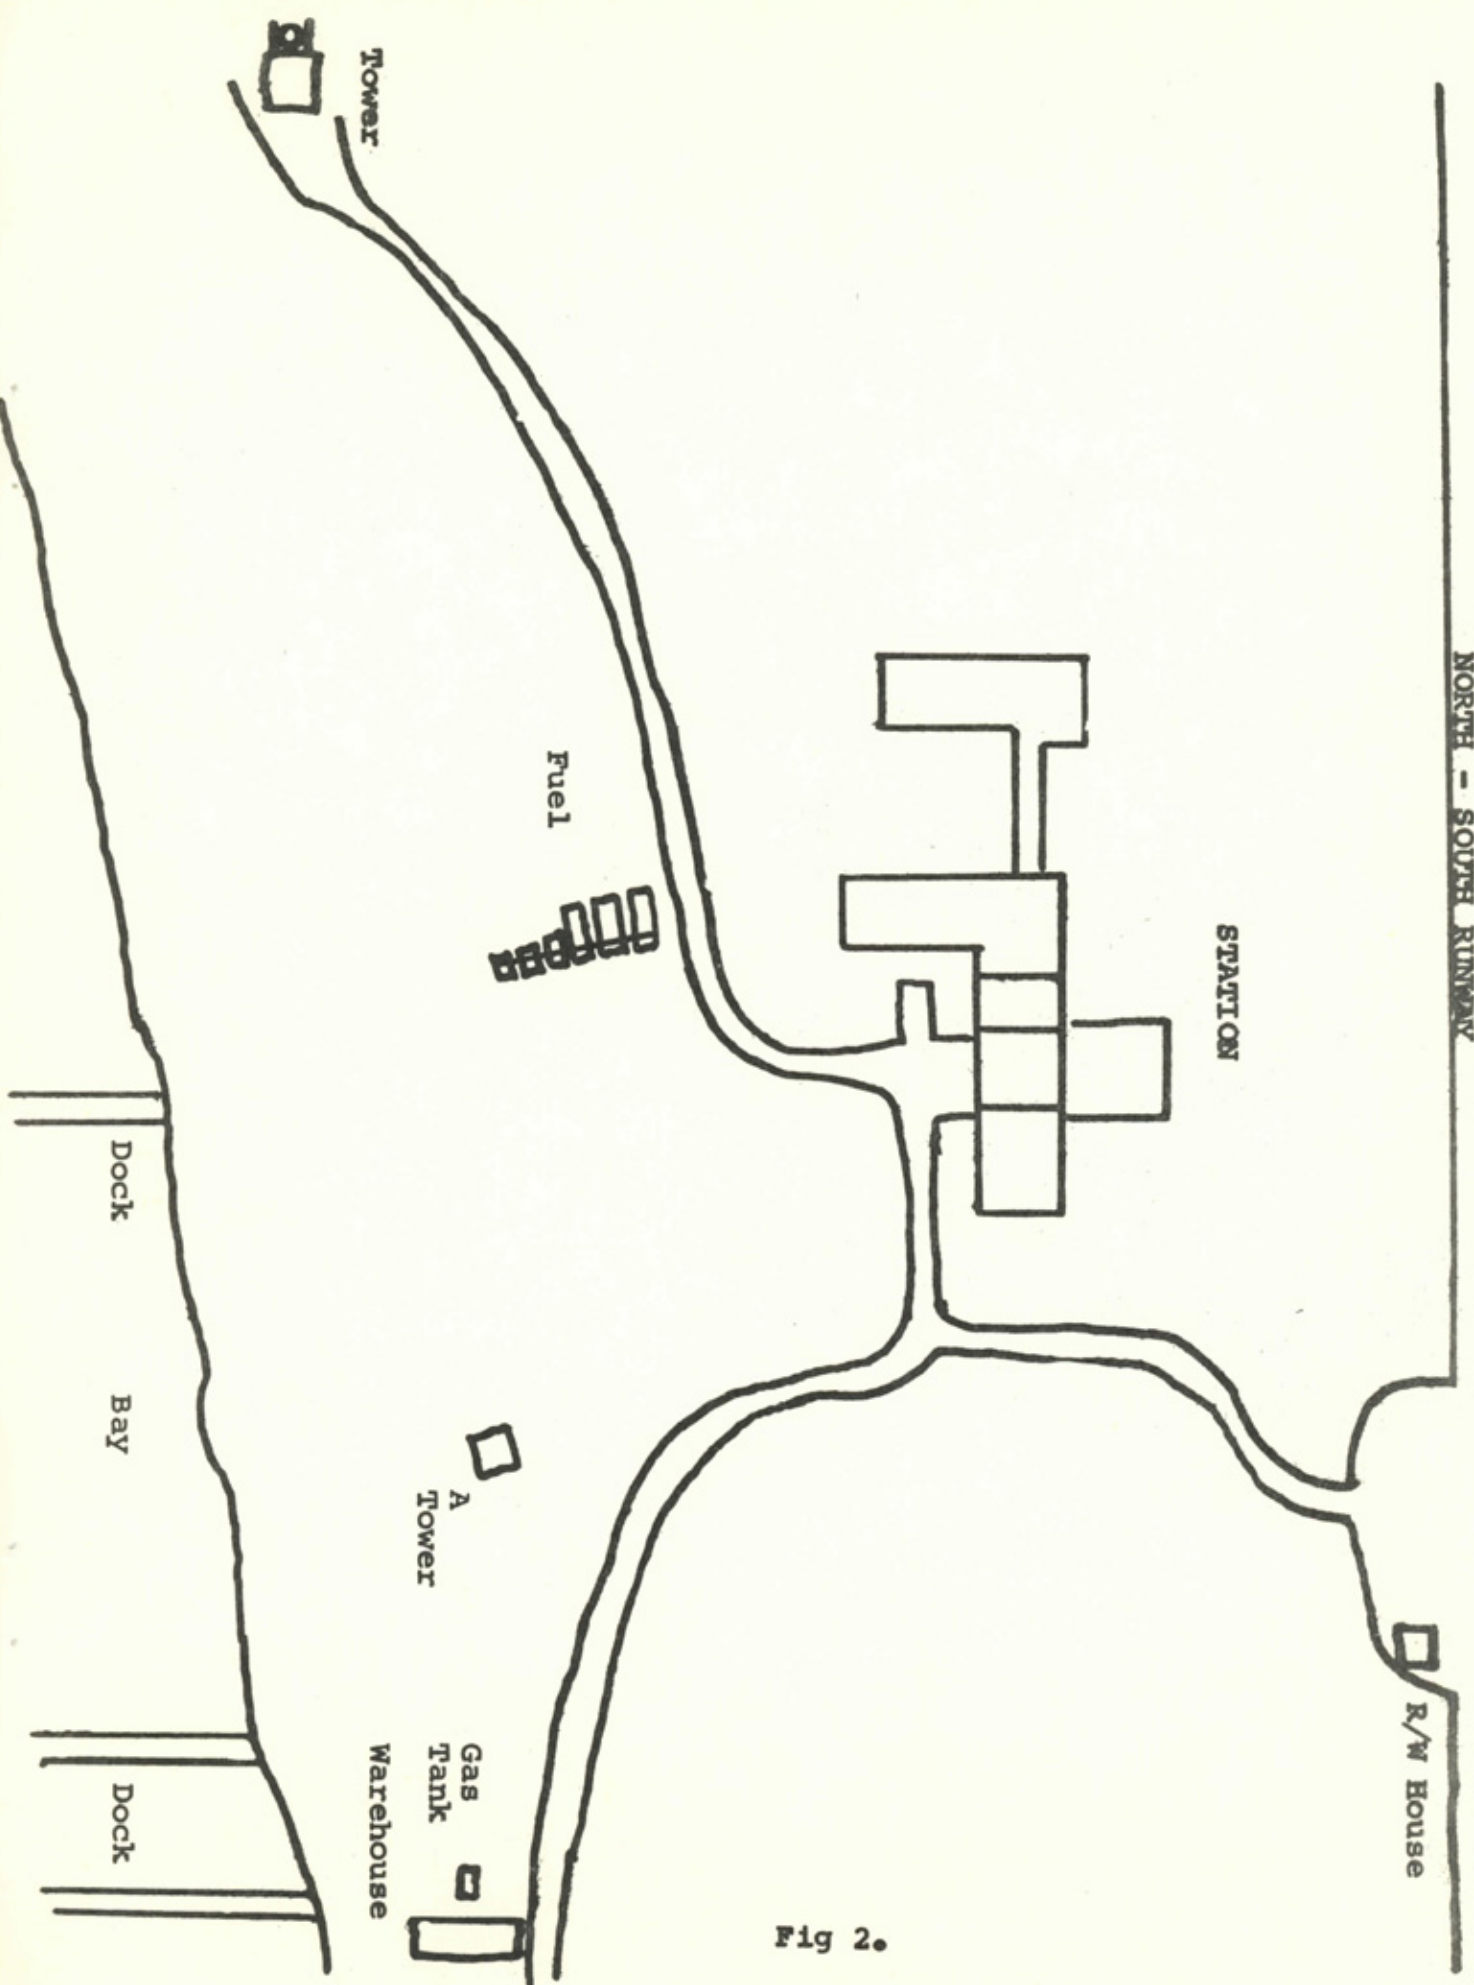 NORTH - SOUTH RUNWAY
STATION
R/W House
Tower
Fuel
A
Tower
Gas
Tank
Warehouse
Dock
Bay
Dock
Fig 2.